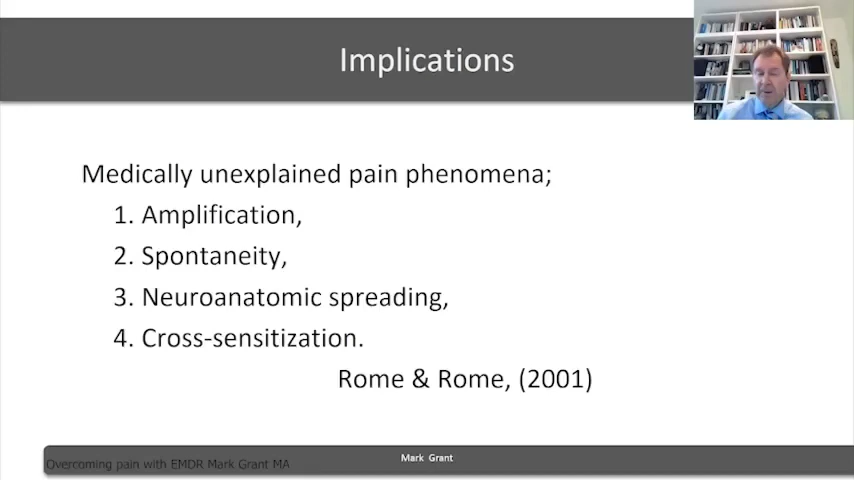 Implications
Medically unexplained pain phenomena;
1. Amplification,
2. Spontaneity,
3. Neuroanatomic spreading,
4. Cross-sensitization.
Rome & Rome, (2001)
Mark Grant
Overcoming pain with EMDR Mark Grant MA